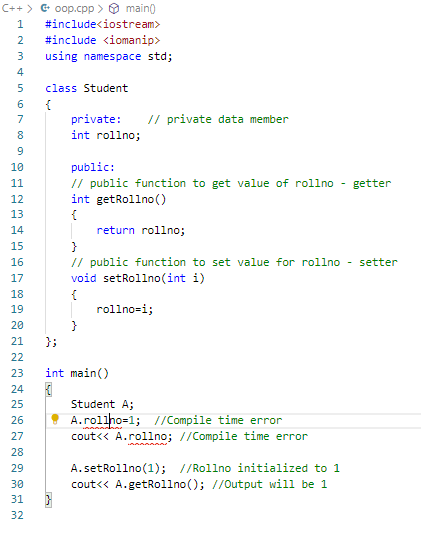 C++ > oop.cpp > main()
1 #include<iostream>
2 #include <iomanip>
3 using namespace std;
4
5 class Student
6 {
7 private: // private data member
8 int rollno;
9
10 public:
11 // public function to get value of rollno - getter
12 int getRollno()
13 {
14 return rollno;
15 }
16 // public function to set value for rollno - setter
17 void setRollno(int i)
18 {
19 rollno=i;
20 }
21 };
22
23 int main()
24 {
25 Student A;
26 A.rollno=1; //Compile time error
27 cout<< A.rollno; //Compile time error
28
29 A.setRollno(1); //Rollno initialized to 1
30 cout<< A.getRollno(); //Output will be 1
31 }
32